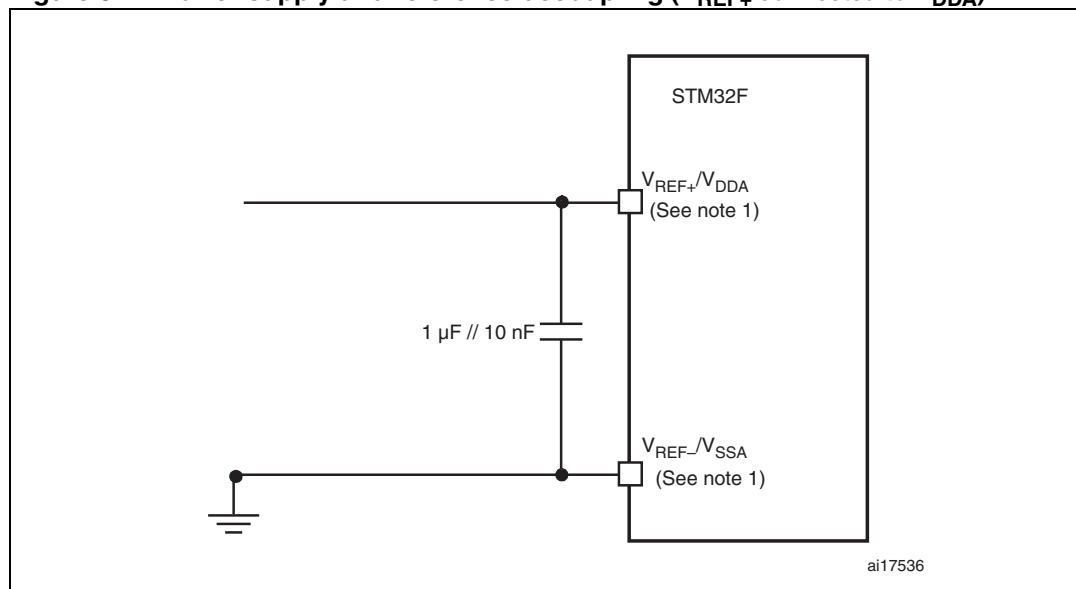 STM32F
VREF+/VDDA
(See note 1)
1 µF // 10 nF
VREF–/VSSA
(See note 1)
ai17536